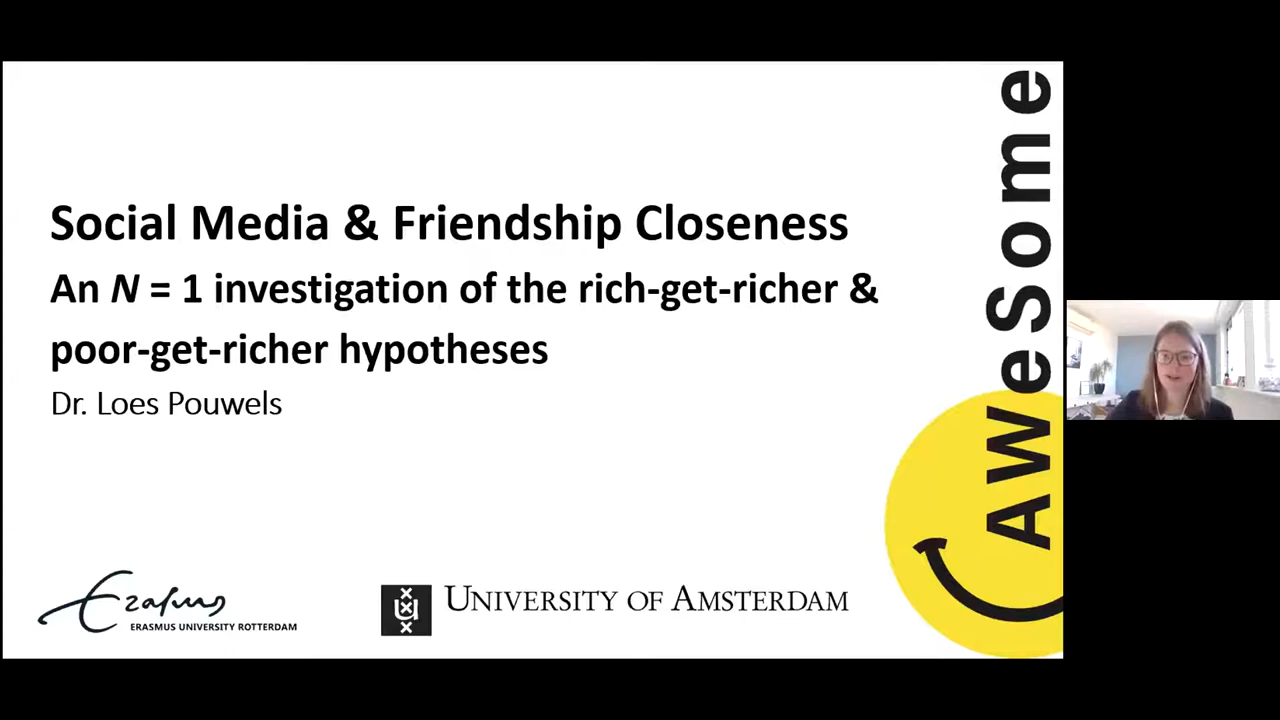 Social Media & Friendship Closeness
An N = 1 investigation of the rich-get-richer &
poor-get-richer hypotheses
Dr. Loes Pouwels
Erasmus
ERASMUS UNIVERSITY ROTTERDAM
UNIVERSITY OF AMSTERDAM
AWeSome